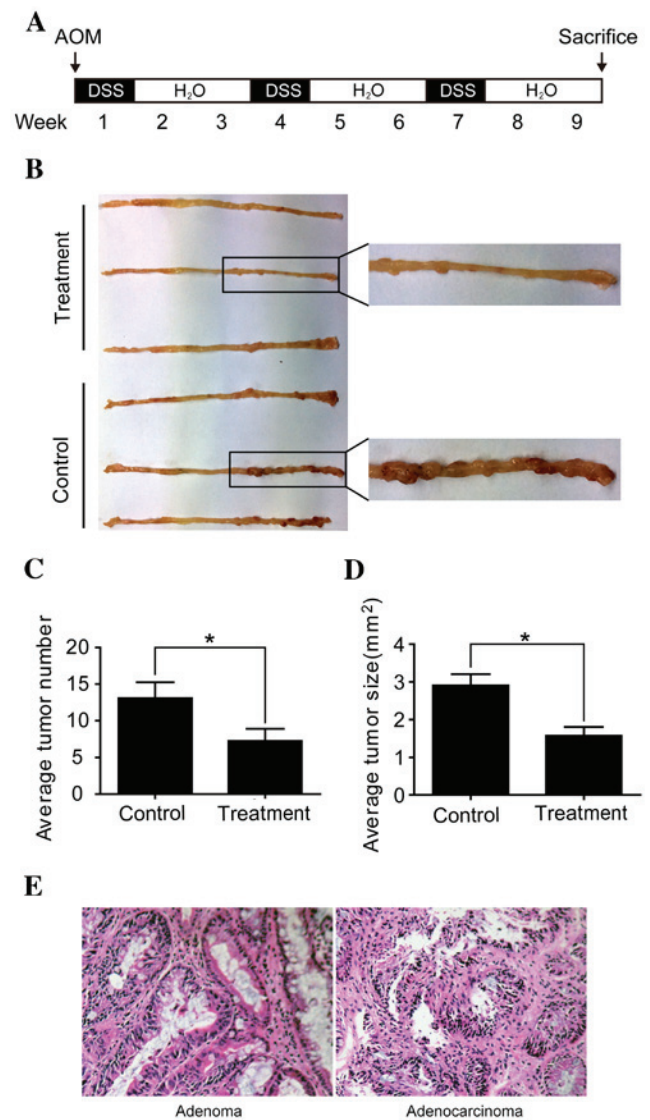 A
AOM Sacrifice
DSS H₂O DSS H₂O DSS H₂O
Week 1 2 3 4 5 6 7 8 9
B
Treatment
Control
C
Average tumor number
20
15
10
5
0
*
Control Treatment
D
Average tumor size(mm²)
4
3
2
1
0
*
Control Treatment
E
Adenoma Adenocarcinoma